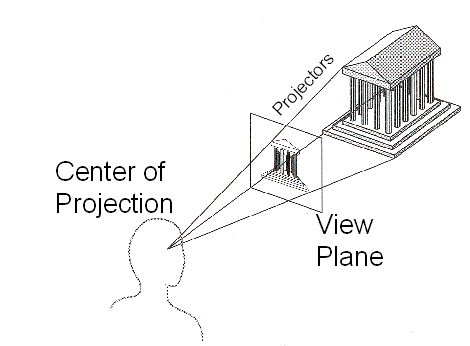 Projectors
Center of
Projection
View
Plane